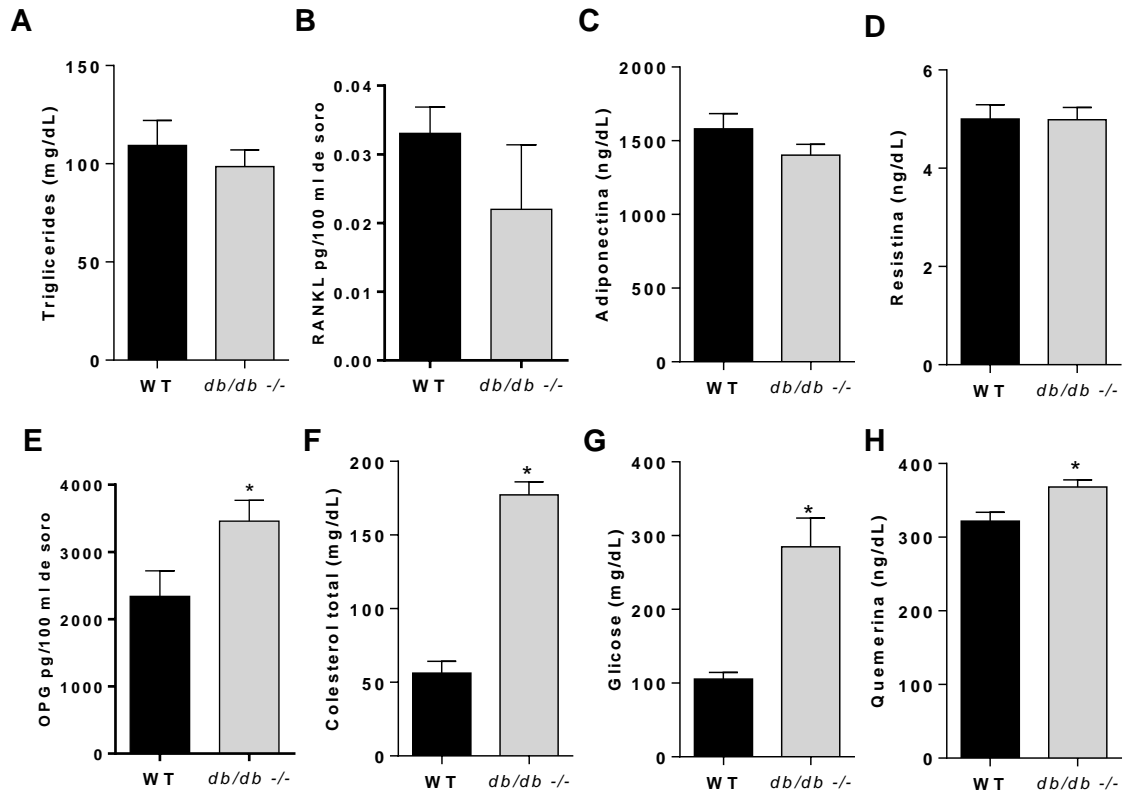 A
Triglicerides (mg/dL)
150
100
50
0
WT
db/db -/-
B
RANKL pg/100 ml de soro
0.04
0.03
0.02
0.01
0.00
WT
db/db -/-
C
Adiponectina (ng/dL)
2000
1500
1000
500
0
WT
db/db -/-
D
Resistina (ng/dL)
6
4
2
0
WT
db/db -/-
E
OPG pg/100 ml de soro
4000
3000
2000
1000
0
*
WT
db/db -/-
F
Colesterol total (mg/dL)
200
150
100
50
0
*
WT
db/db -/-
G
Glicose (mg/dL)
400
300
200
100
0
*
WT
db/db -/-
H
Quemerina (ng/dL)
400
300
200
100
0
*
WT
db/db -/-